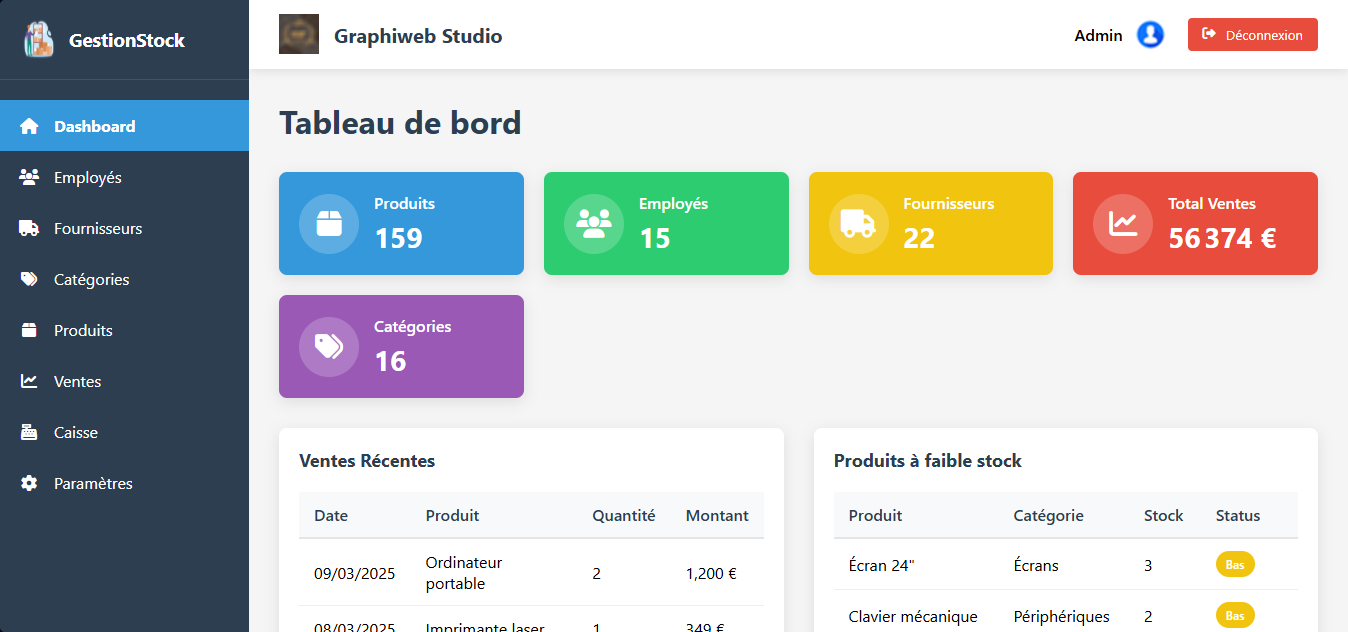 GestionStock
Graphiweb Studio
Admin
Déconnexion
Dashboard
Employés
Fournisseurs
Catégories
Produits
Ventes
Caisse
Paramètres
Tableau de bord
Produits
159
Employés
15
Fournisseurs
22
Total Ventes
56 374 €
Catégories
16
Ventes Récentes
Date Produit Quantité Montant
09/03/2025 Ordinateur portable 2 1,200 €
08/03/2025 Imprimante laser 1 349 €
Produits à faible stock
Produit Catégorie Stock Status
Écran 24" Écrans 3 Bas
Clavier mécanique Périphériques 2 Bas